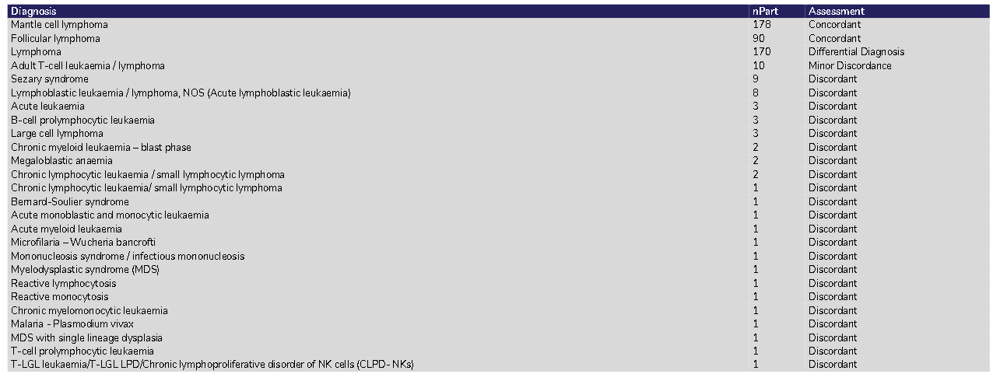 Diagnosis nPart Assessment
Mantle cell lymphoma 178 Concordant
Follicular lymphoma 90 Concordant
Lymphoma 170 Differential Diagnosis
Adult T-cell leukaemia / lymphoma 10 Minor Discordance
Sezary syndrome 9 Discordant
Lymphoblastic leukaemia / lymphoma, NOS (Acute lymphoblastic leukaemia) 8 Discordant
Acute leukaemia 3 Discordant
B-cell prolymphocytic leukaemia 3 Discordant
Large cell lymphoma 3 Discordant
Chronic myeloid leukaemia – blast phase 2 Discordant
Megaloblastic anaemia 2 Discordant
Chronic lymphocytic leukaemia / small lymphocytic lymphoma 2 Discordant
Chronic lymphocytic leukaemia/ small lymphocytic lymphoma 1 Discordant
Bernard-Soulier syndrome 1 Discordant
Acute monoblastic and monocytic leukaemia 1 Discordant
Acute myeloid leukaemia 1 Discordant
Microfilaria – Wucheria bancrofti 1 Discordant
Mononucleosis syndrome / infectious mononucleosis 1 Discordant
Myelodysplastic syndrome (MDS) 1 Discordant
Reactive lymphocytosis 1 Discordant
Reactive monocytosis 1 Discordant
Chronic myelomonocytic leukaemia 1 Discordant
Malaria - Plasmodium vivax 1 Discordant
MDS with single lineage dysplasia 1 Discordant
T-cell prolymphocytic leukaemia 1 Discordant
T-LGL leukaemia/T-LGL LPD/Chronic lymphoproliferative disorder of NK cells (CLPD- NKs) 1 Discordant